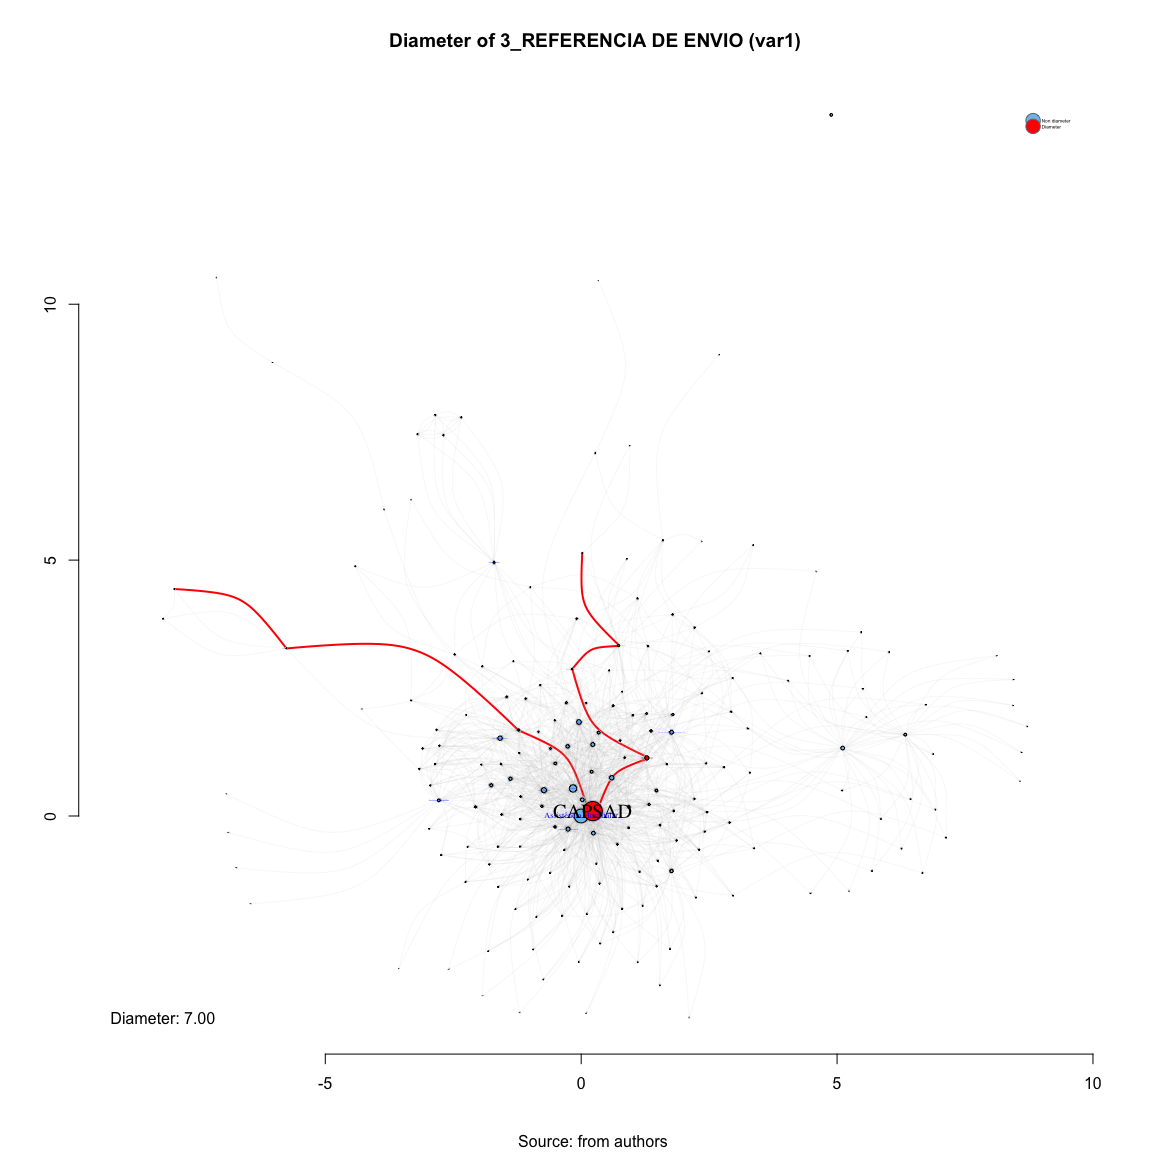 Diameter of 3_REFERENCIA DE ENVIO (var1)
Non diameter
Diameter
10
5
0
CAPSAD
Diameter: 7.00
-5
0
5
10
Source: from authors